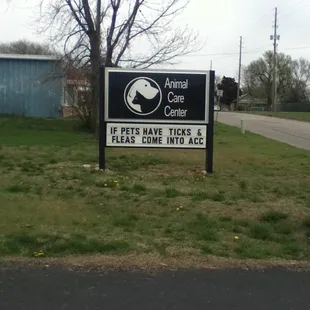 Animal
Care
Center
IF PETS HAVE TICKS &
FLEAS COME INTO ACC